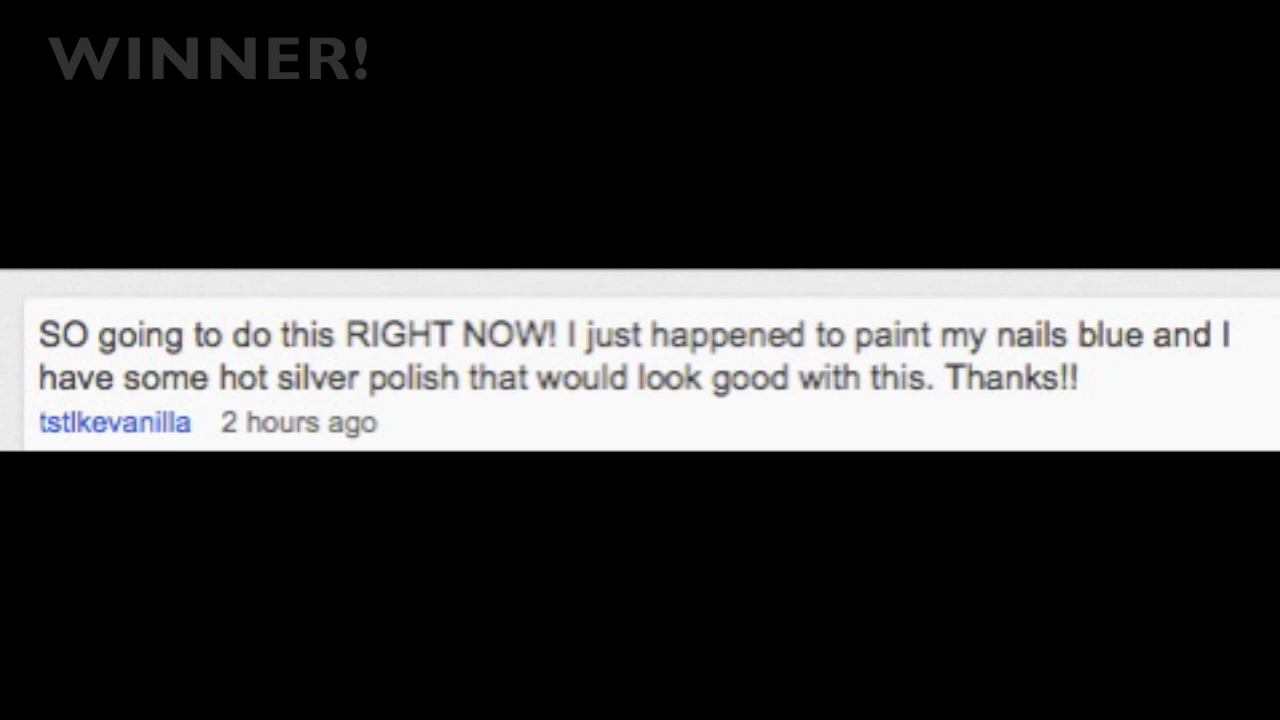 WINNER!
SO going to do this RIGHT NOW! I just happened to paint my nails blue and I
have some hot silver polish that would look good with this. Thanks!!
tstlkevanilla 2 hours ago